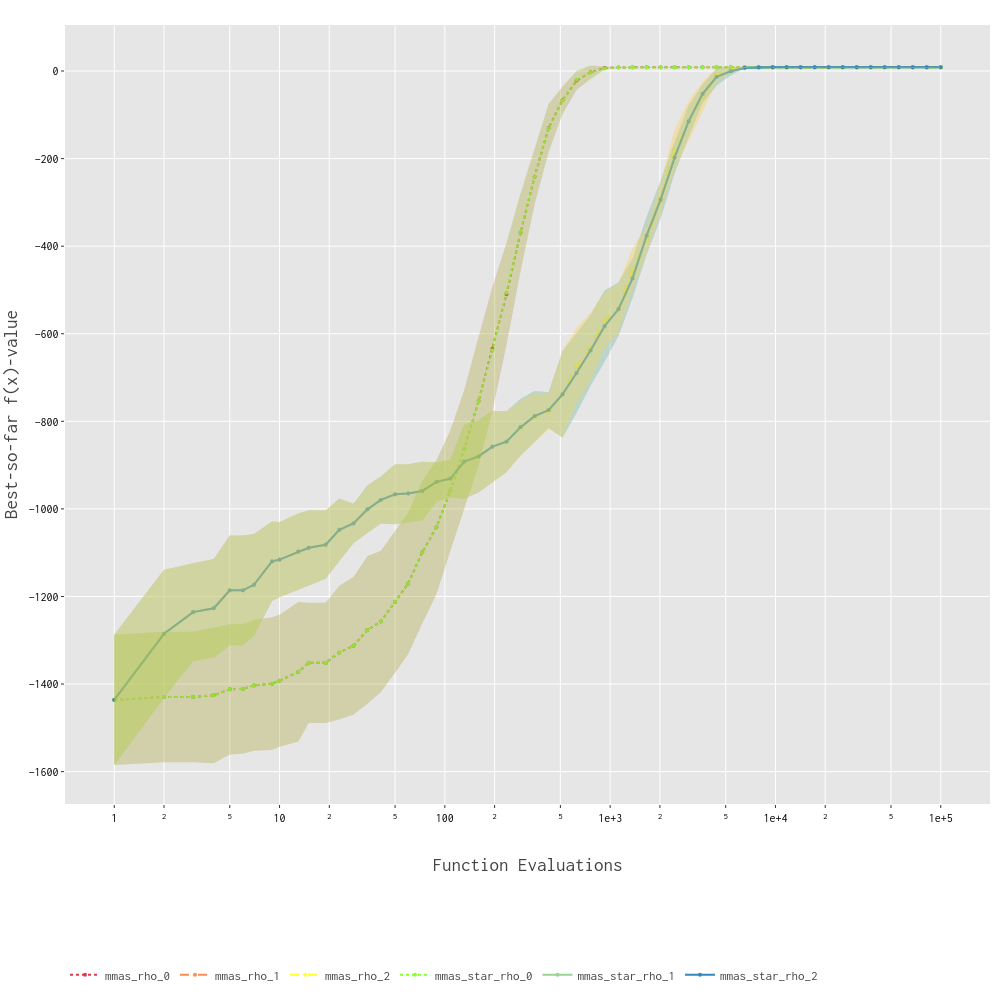 Best-so-far f(x)-value
0
−200
−400
−600
−800
−1000
−1200
−1400
−1600
1 2 5 10 2 5 100 2 5 1e+3 2 5 1e+4 2 5 1e+5
Function Evaluations
mmas_rho_0 mmas_rho_1 mmas_rho_2 mmas_star_rho_0 mmas_star_rho_1 mmas_star_rho_2